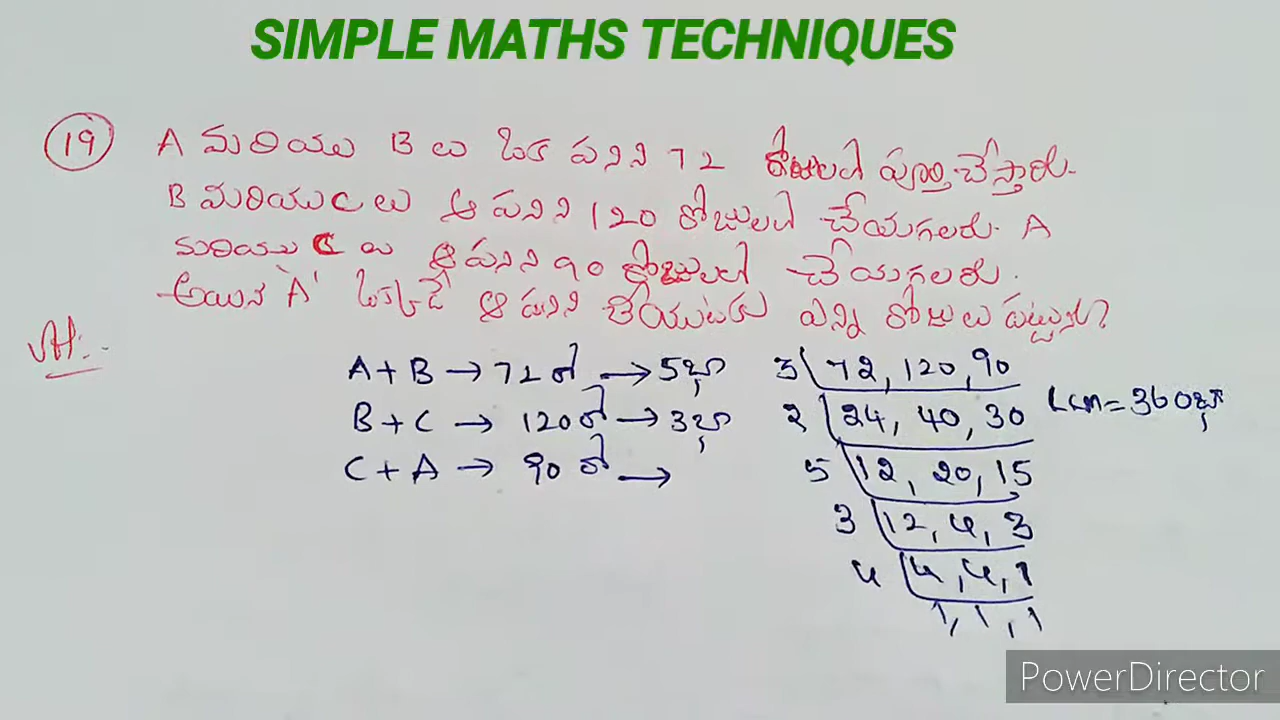 SIMPLE MATHS TECHNIQUES
19 A మరియు B లు ఒక పనిని 72 రోజులలో పూర్తి చేస్తారు.
B మరియు C లు ఆ పనిని 120 రోజులలో చేయగలరు. A
మరియు C లు ఆ పనిని 90 రోజులలో చేయగలరు.
అయిన 'A' ఒక్కడే ఆ పనిని చేయుటకు ఎన్ని రోజులు పట్టును?
A + B → 72 రో → 5 భా
B + C → 120 రో → 3 భా
C + A → 90 రో →
3 72, 120, 90
2 24, 40, 30
5 12, 20, 15
3 12, 4, 3
4 4, 4, 1
1, 1, 1
Lcm = 360 భా
PowerDirector